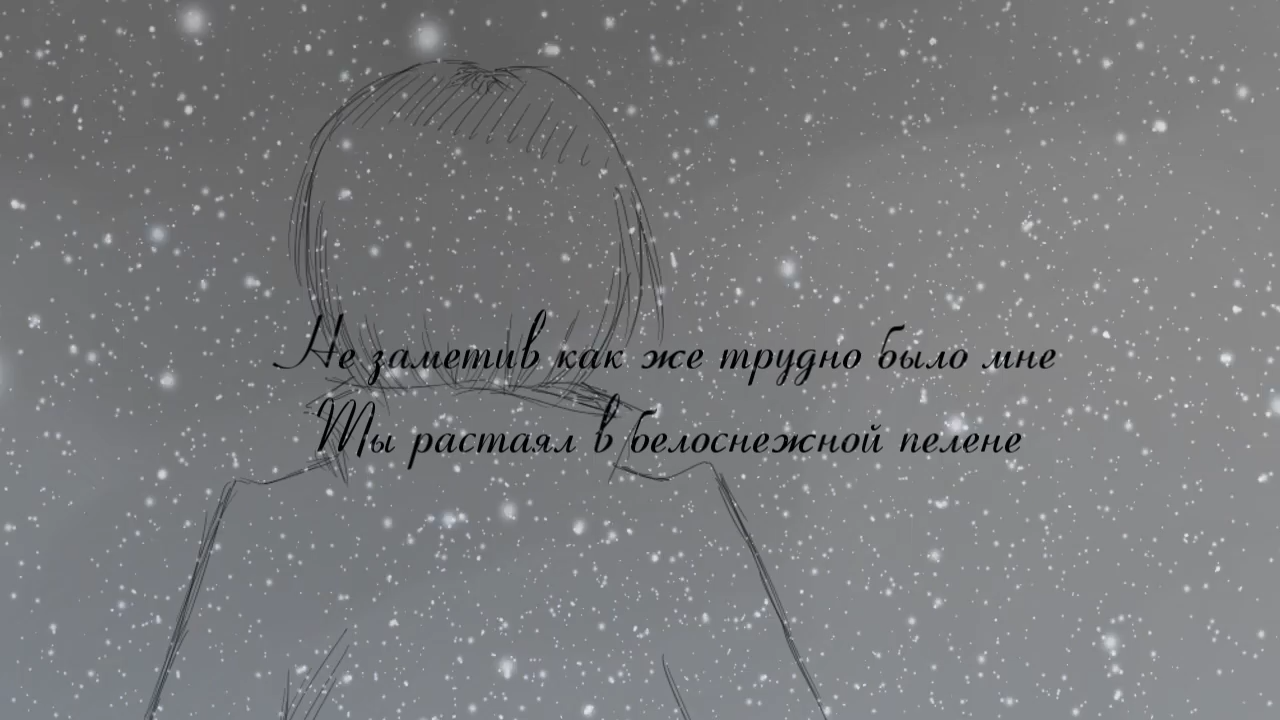 Не заметив как же трудно было мне
Ты растаял в белоснежной пелене